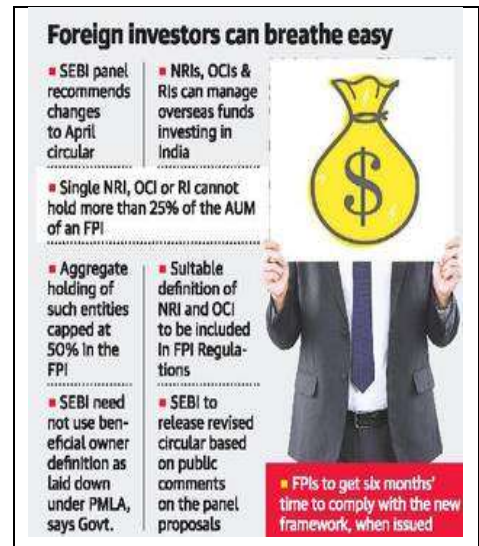 Foreign investors can breathe easy
▪ SEBI panel
recommends
changes
to April
circular
▪ NRIs, OCIs &
RIs can manage
overseas funds
investing in
India
▪ Single NRI, OCI or RI cannot
hold more than 25% of the AUM
of an FPI
▪ Aggregate
holding of
such entities
capped at
50% in the
FPI
▪ Suitable
definition of
NRI and OCI
to be included
in FPI Regula-
tions
▪ SEBI need
not use ben-
eficial owner
definition as
laid down
under PMLA,
says Govt.
▪ SEBI to
release revised
circular based
on public
comments
on the panel
proposals
$
▪ FPIs to get six months'
time to comply with the new
framework, when issued